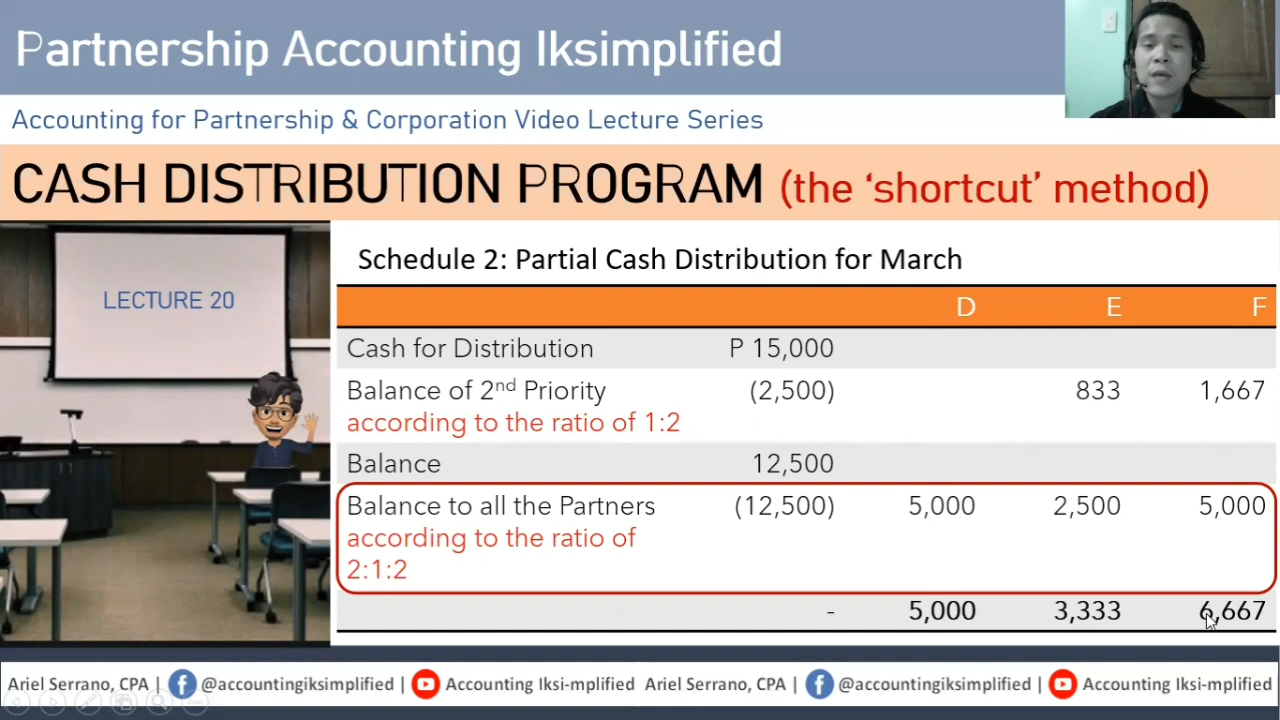 Partnership Accounting Iksimplified
Accounting for Partnership & Corporation Video Lecture Series
CASH DISTRIBUTION PROGRAM (the ‘shortcut’ method)
LECTURE 20
Schedule 2: Partial Cash Distribution for March
D E F
Cash for Distribution P 15,000
Balance of 2nd Priority (2,500) 833 1,667
according to the ratio of 1:2
Balance 12,500
Balance to all the Partners (12,500) 5,000 2,500 5,000
according to the ratio of
2:1:2
- 5,000 3,333 6,667
Ariel Serrano, CPA | @accountingiksimplified | Accounting Iksi-mplified Ariel Serrano, CPA | @accountingiksimplified | Accounting Iksi-mplified